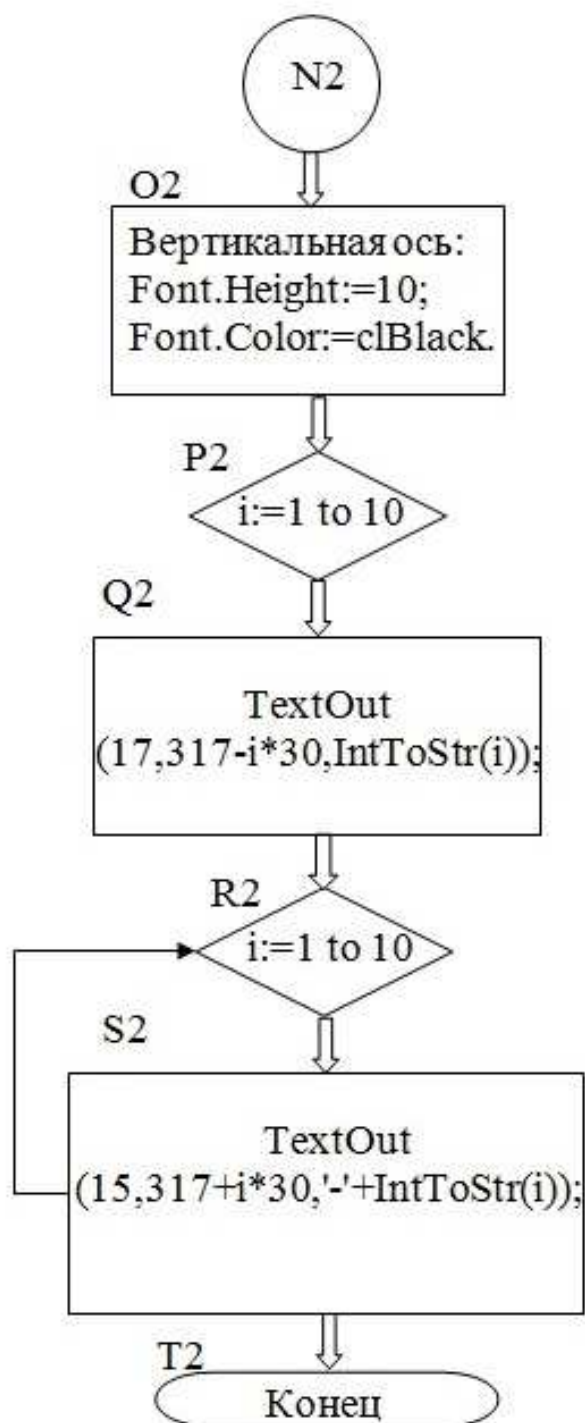 N2
O2
Вертикальная ось:
Font.Height:=10;
Font.Color:=clBlack.
P2
i:=1 to 10
Q2
TextOut
(17,317-i*30,IntToStr(i));
R2
i:=1 to 10
S2
TextOut
(15,317+i*30,'-'+IntToStr(i));
T2
Конец